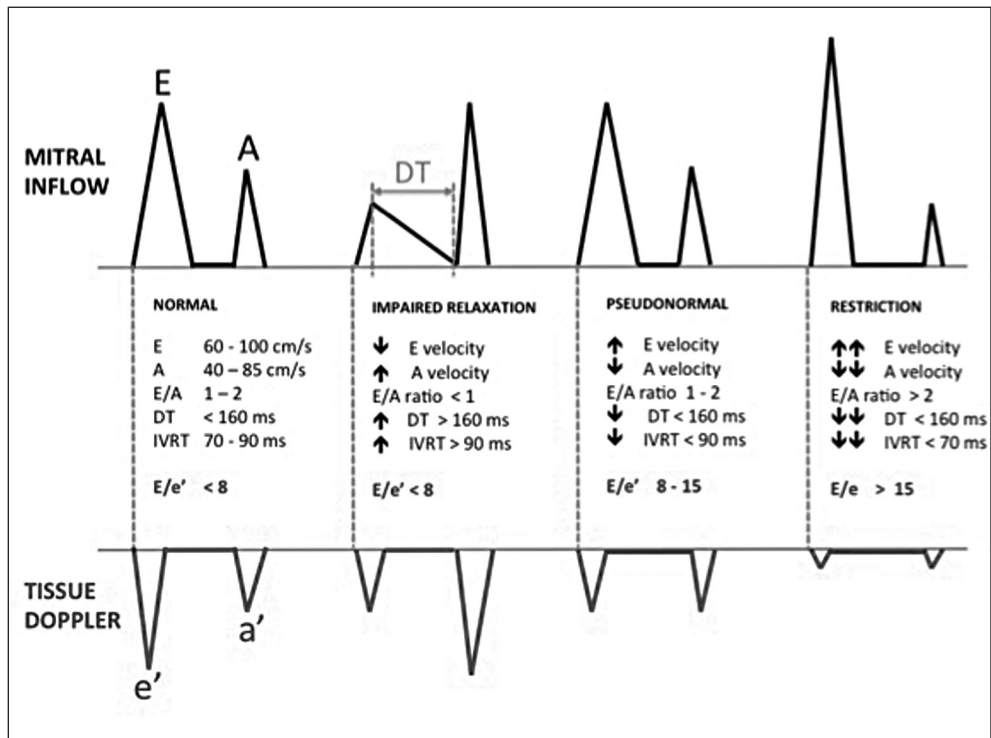 E
A
MITRAL
INFLOW
DT
NORMAL
E 60 - 100 cm/s
A 40 – 85 cm/s
E/A 1 – 2
DT < 160 ms
IVRT 70 - 90 ms
E/e’ < 8
IMPAIRED RELAXATION
↓ E velocity
↑ A velocity
E/A ratio < 1
↑ DT > 160 ms
↑ IVRT > 90 ms
E/e’ < 8
PSEUDONORMAL
↑ E velocity
↓ A velocity
E/A ratio 1 - 2
↓ DT < 160 ms
↓ IVRT < 90 ms
E/e’ 8 - 15
RESTRICTION
↑↑ E velocity
↓↓ A velocity
E/A ratio > 2
↓↓ DT < 160 ms
↓↓ IVRT < 70 ms
E/e > 15
TISSUE
DOPPLER
e’
a’